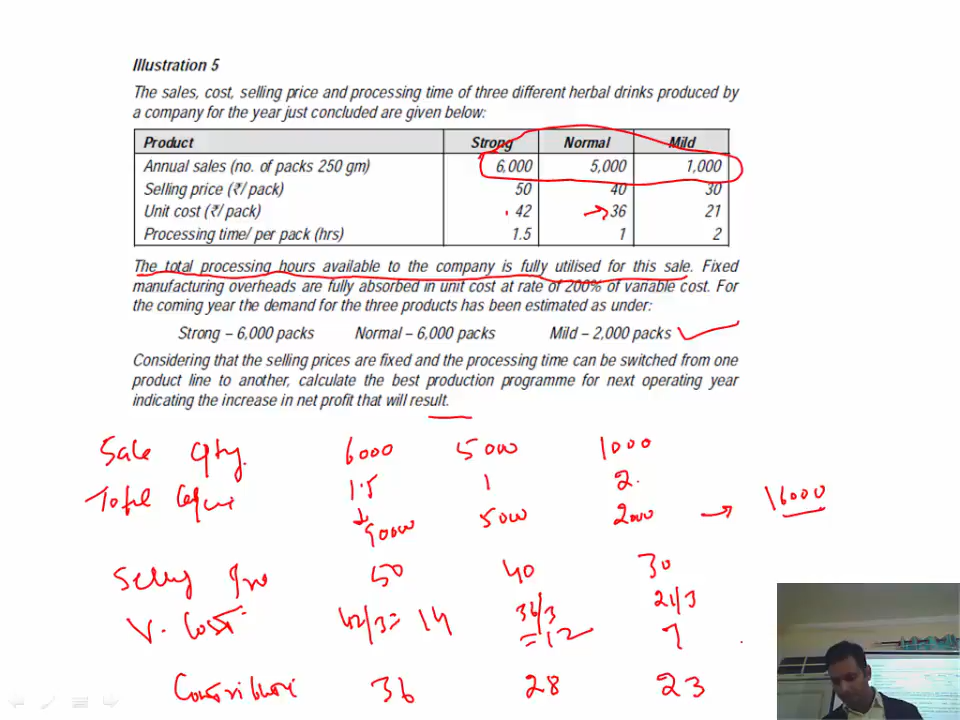 Illustration 5
The sales, cost, selling price and processing time of three different herbal drinks produced by
a company for the year just concluded are given below:
Product Strong Normal Mild
Annual sales (no. of packs 250 gm) 6,000 5,000 1,000
Selling price (₹/ pack) 50 40 30
Unit cost (₹/ pack) 42 36 21
Processing time/ per pack (hrs) 1.5 1 2
The total processing hours available to the company is fully utilised for this sale. Fixed
manufacturing overheads are fully absorbed in unit cost at rate of 200% of variable cost. For
the coming year the demand for the three products has been estimated as under:
Strong – 6,000 packs Normal – 6,000 packs Mild – 2,000 packs
Considering that the selling prices are fixed and the processing time can be switched from one
product line to another, calculate the best production programme for next operating year
indicating the increase in net profit that will result.
Sale Qty. 6000 5000 1000
Total 1.5 1 2
5000 2000 → 16000
Selling 50 40 30
V. Cost 42/3= 14 36/3 21/3
=12 7
Contribution 36 28 23